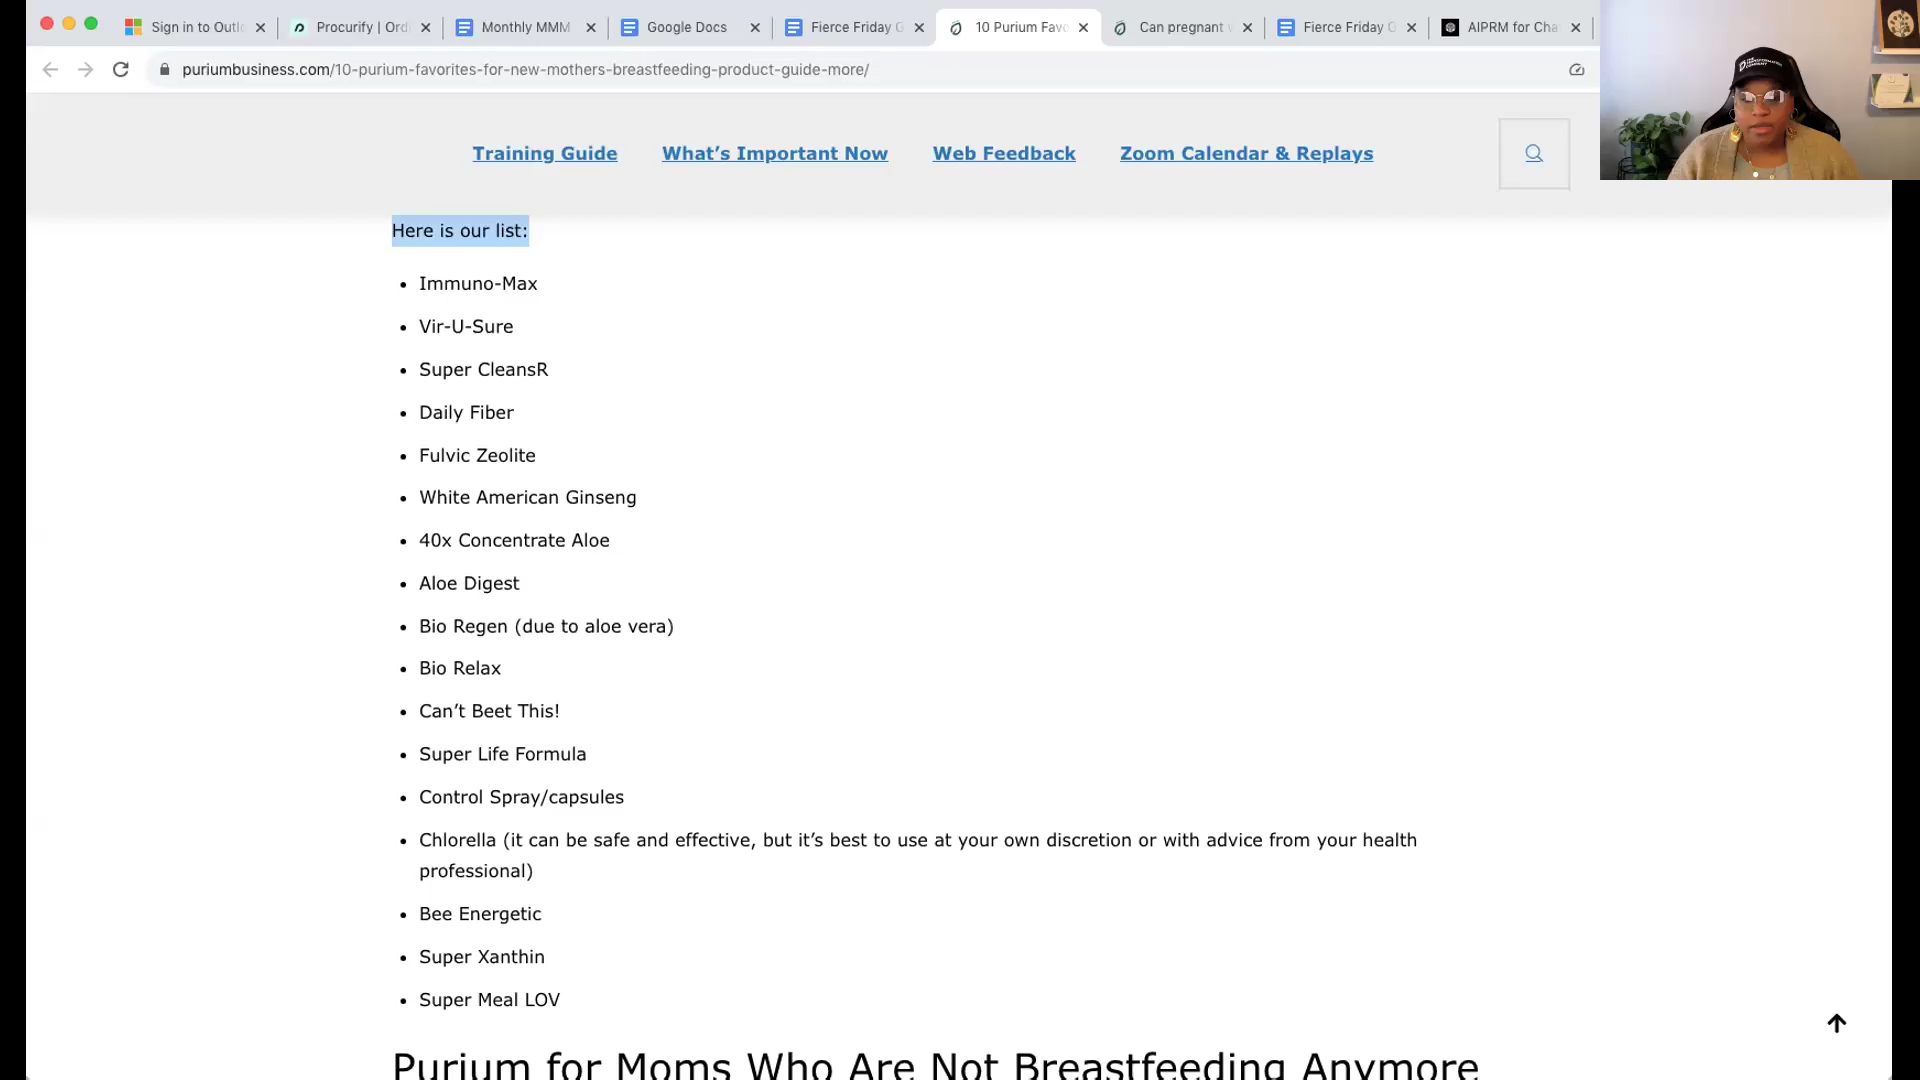 Sign in to Outlo
Procurify | Ord
Monthly MMM
Google Docs
Fierce Friday G
10 Purium Favo
Can pregnant w
Fierce Friday G
AIPRM for Cha
puriumbusiness.com/10-purium-favorites-for-new-mothers-breastfeeding-product-guide-more/
Training Guide
What’s Important Now
Web Feedback
Zoom Calendar & Replays
Here is our list:
• Immuno-Max
• Vir-U-Sure
• Super CleansR
• Daily Fiber
• Fulvic Zeolite
• White American Ginseng
• 40x Concentrate Aloe
• Aloe Digest
• Bio Regen (due to aloe vera)
• Bio Relax
• Can’t Beet This!
• Super Life Formula
• Control Spray/capsules
• Chlorella (it can be safe and effective, but it’s best to use at your own discretion or with advice from your health
professional)
• Bee Energetic
• Super Xanthin
• Super Meal LOV
Purium for Moms Who Are Not Breastfeeding Anymore